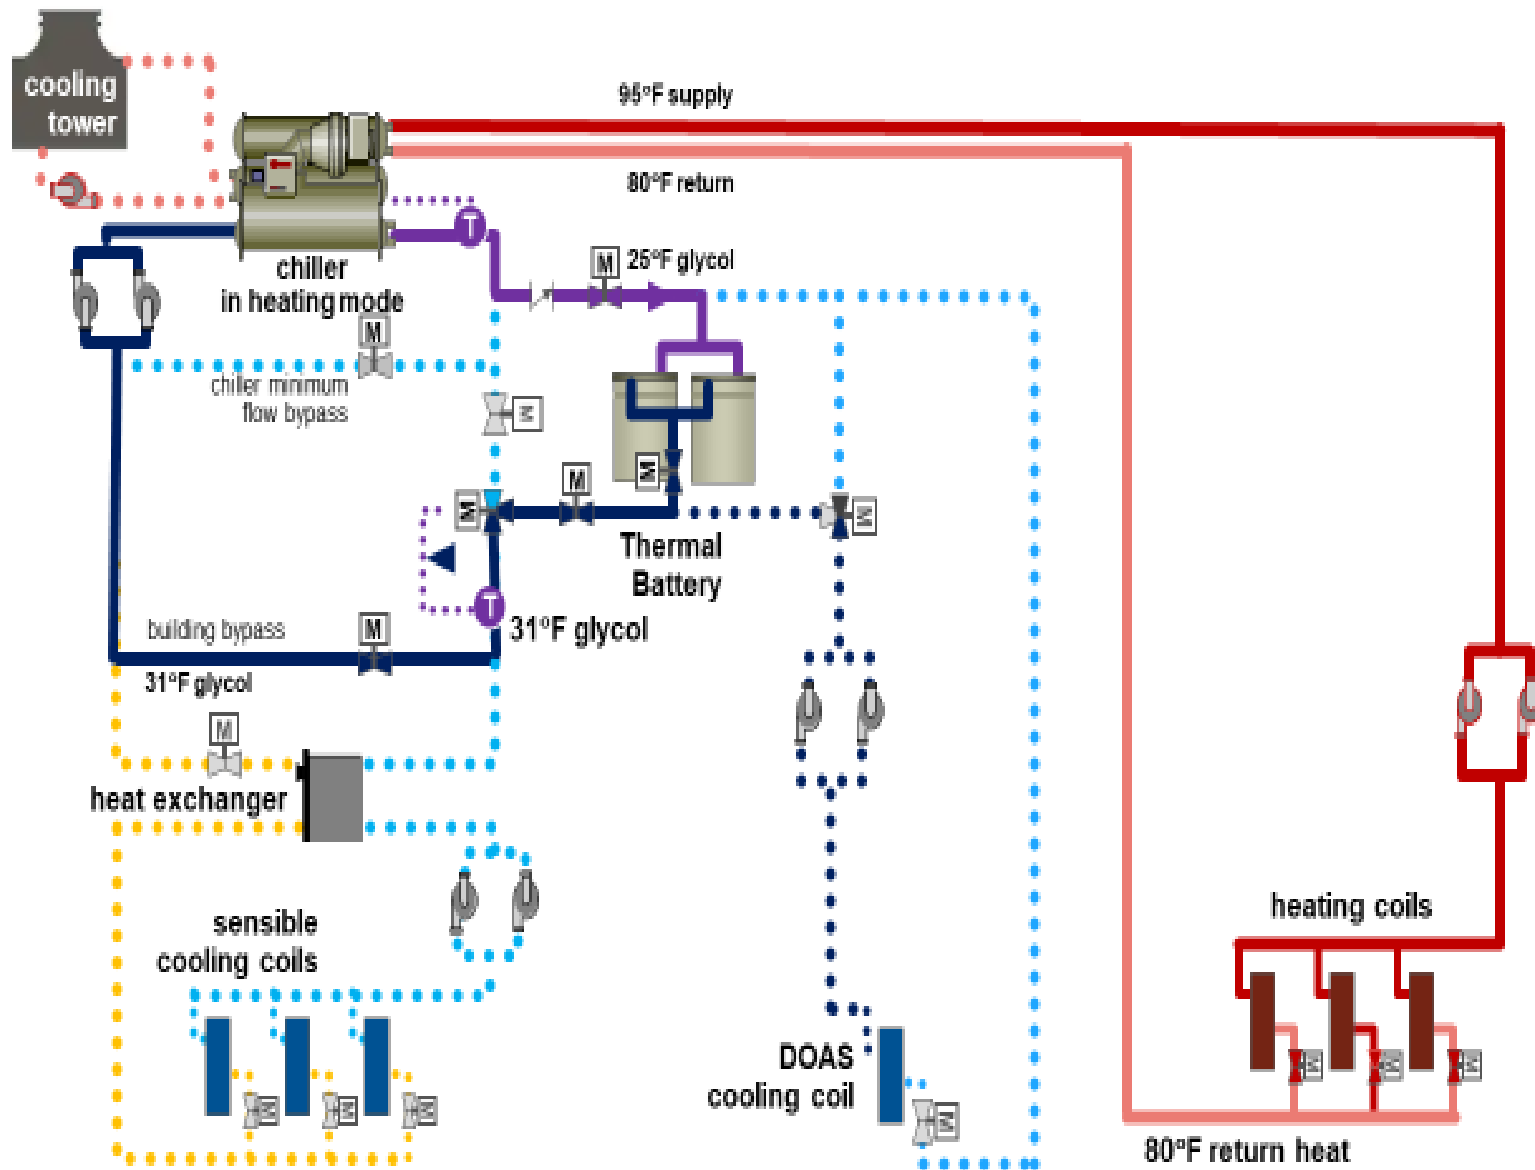 cooling
tower
95°F supply
80°F return
chiller
in heating mode
M
25°F glycol
T
M
chiller minimum
flow bypass
M
M
M
M
M
Thermal
Battery
T
31°F glycol
building bypass
M
31°F glycol
M
heat exchanger
sensible
cooling coils
heating coils
M
M
M
DOAS
cooling coil
M
M
M
M
80°F return heat